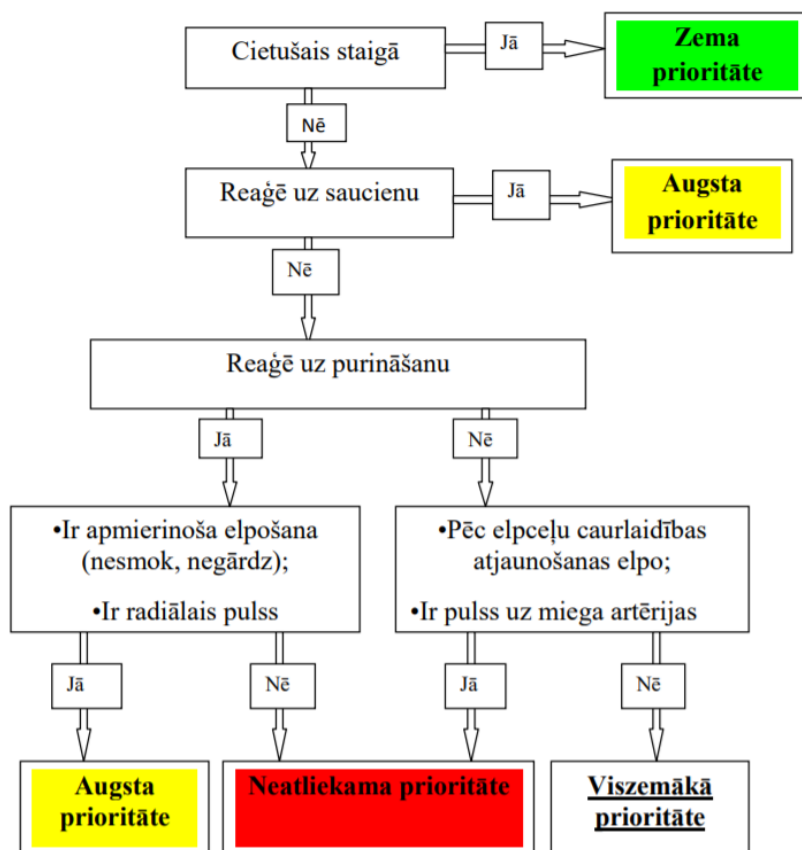 Cietušais staigā
Jā
Zema
prioritāte
Nē
Reaģē uz saucienu
Jā
Augsta
prioritāte
Nē
Reaģē uz purināšanu
Jā
Nē
•Ir apmierinoša elpošana
(nesmok, negārdz);
•Ir radiālais pulss
•Pēc elpceļu caurlaidības
atjaunošanas elpo;
•Ir pulss uz miega artērijas
Jā
Nē
Jā
Nē
Augsta
prioritāte
Neatliekama prioritāte
Viszemākā
prioritāte